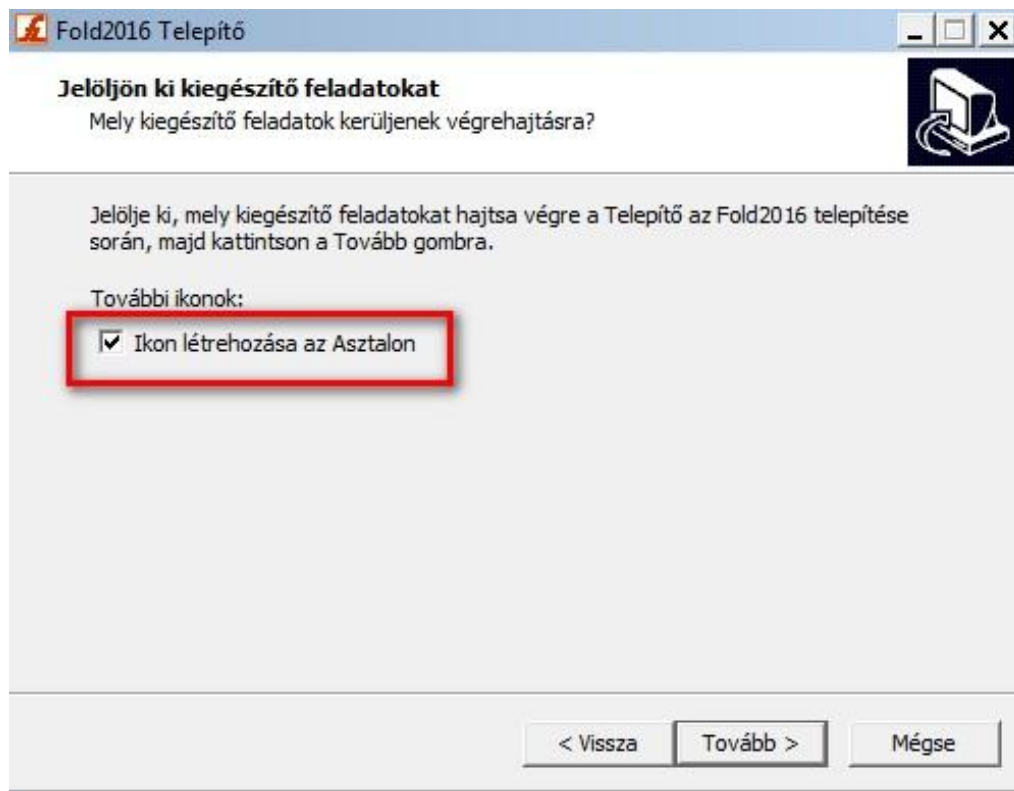 Fold2016 Telepítő
Jelöljön ki kiegészítő feladatokat
Mely kiegészítő feladatok kerüljenek végrehajtásra?
Jelölje ki, mely kiegészítő feladatokat hajtsa végre a Telepítő az Fold2016 telepítése
során, majd kattintson a Tovább gombra.
További ikonok:
Ikon létrehozása az Asztalon
< Vissza
Tovább >
Mégse